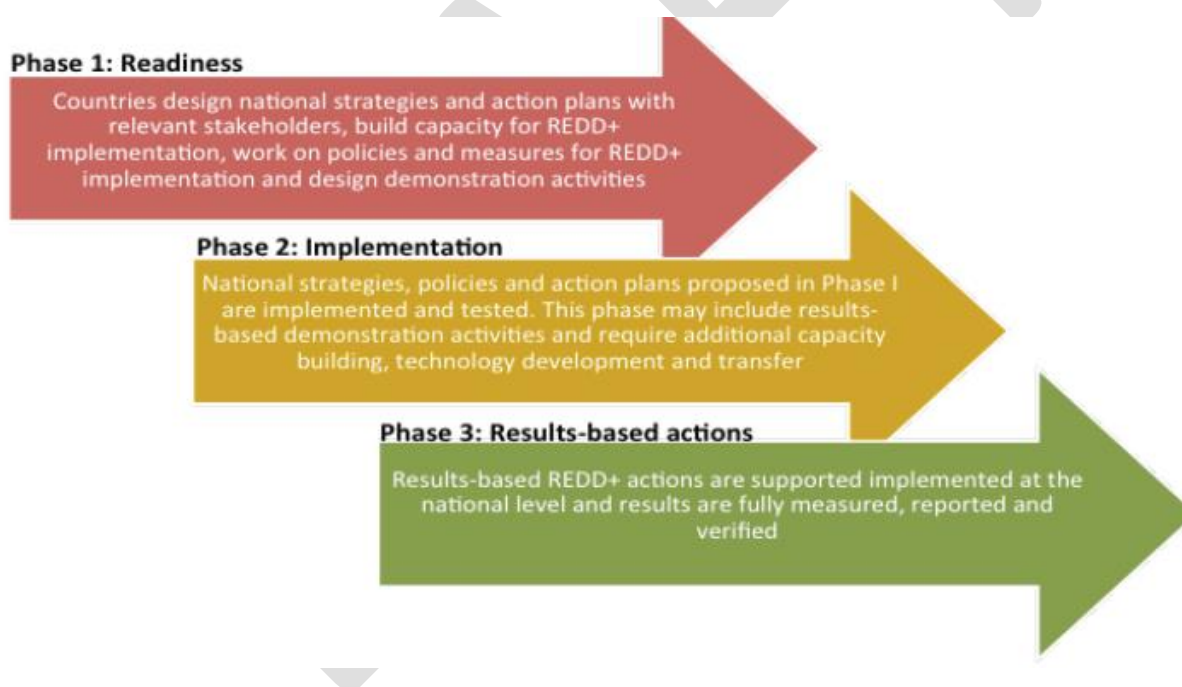 Phase 1: Readiness
Countries design national strategies and action plans with
relevant stakeholders, build capacity for REDD+
implementation, work on policies and measures for REDD+
implementation and design demonstration activities
Phase 2: Implementation
National strategies, policies and action plans proposed in Phase I
are implemented and tested. This phase may include results-
based demonstration activities and require additional capacity
building, technology development and transfer
Phase 3: Results-based actions
Results-based REDD+ actions are supported implemented at the
national level and results are fully measured, reported and
verified